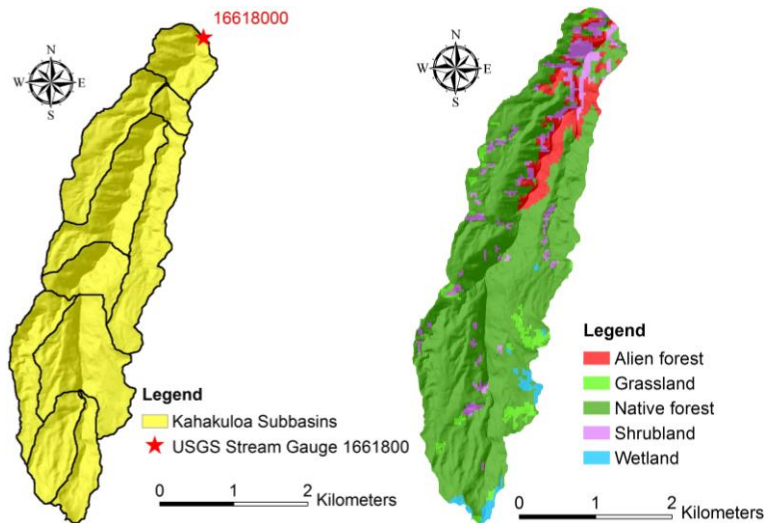 16618000
N
W E
S
Legend
Kahakuloa Subbasins
USGS Stream Gauge 1661800
0 1 2
Kilometers
N
W E
S
Legend
Alien forest
Grassland
Native forest
Shrubland
Wetland
0 1 2
Kilometers